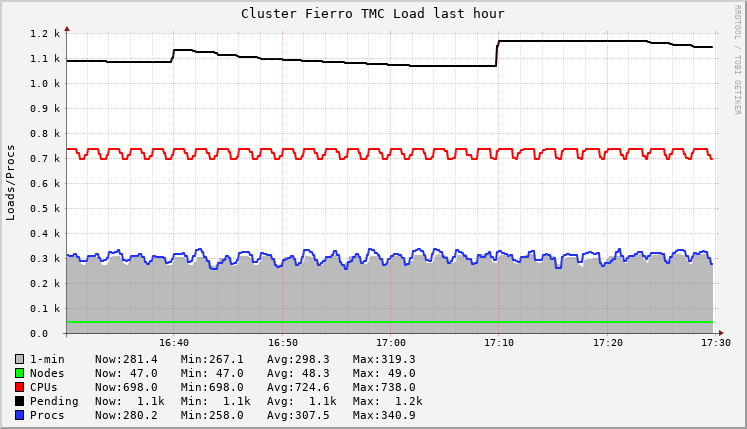 Cluster Fierro TMC Load last hour
RRDTOOL / TOBI OETIKER
Loads/Procs
1.2 k
1.1 k
1.0 k
0.9 k
0.8 k
0.7 k
0.6 k
0.5 k
0.4 k
0.3 k
0.2 k
0.1 k
0.0
16:40 16:50 17:00 17:10 17:20 17:30
1-min Now:281.4 Min:267.1 Avg:298.3 Max:319.3
Nodes Now: 47.0 Min: 47.0 Avg: 48.3 Max: 49.0
CPUs Now:698.0 Min:698.0 Avg:724.6 Max:738.0
Pending Now: 1.1k Min: 1.1k Avg: 1.1k Max: 1.2k
Procs Now:280.2 Min:258.0 Avg:307.5 Max:340.9